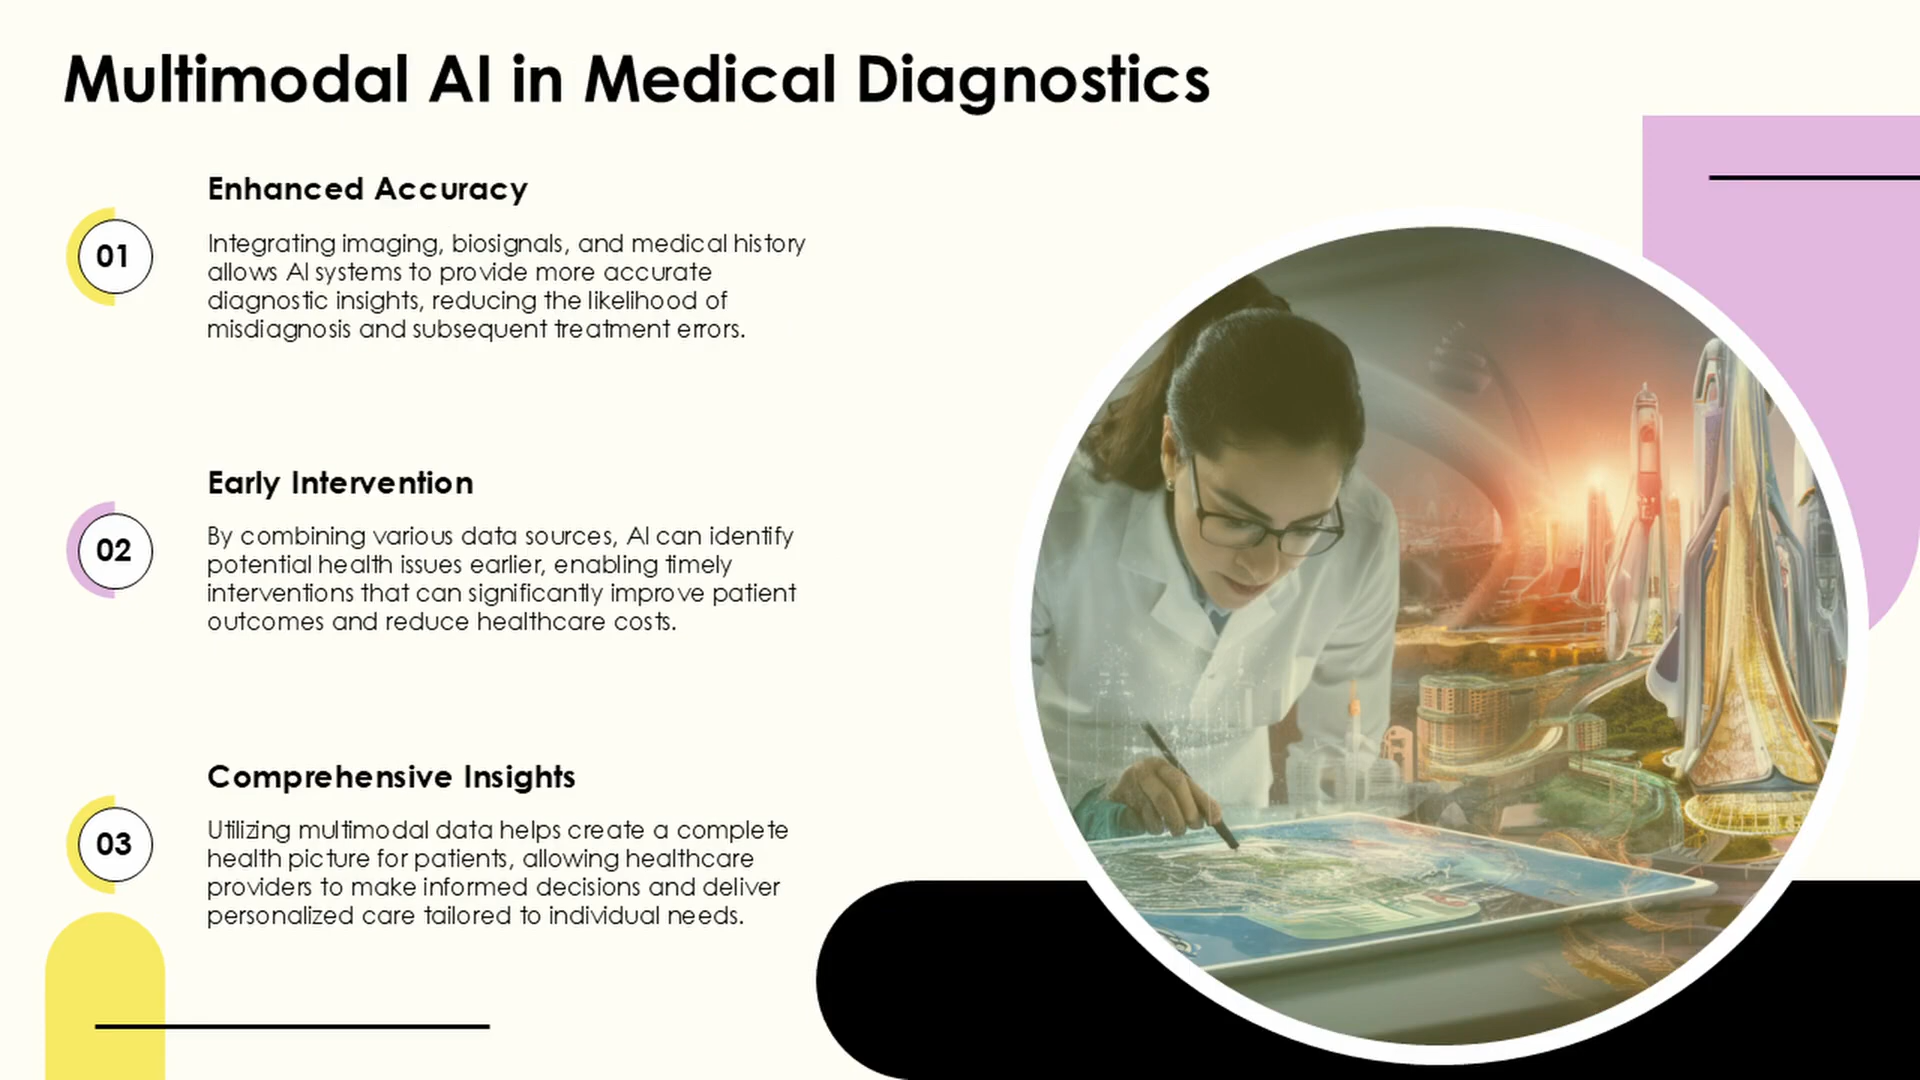 Multimodal AI in Medical Diagnostics
01
Enhanced Accuracy
Integrating imaging, biosignals, and medical history
allows AI systems to provide more accurate
diagnostic insights, reducing the likelihood of
misdiagnosis and subsequent treatment errors.
02
Early Intervention
By combining various data sources, AI can identify
potential health issues earlier, enabling timely
interventions that can significantly improve patient
outcomes and reduce healthcare costs.
03
Comprehensive Insights
Utilizing multimodal data helps create a complete
health picture for patients, allowing healthcare
providers to make informed decisions and deliver
personalized care tailored to individual needs.